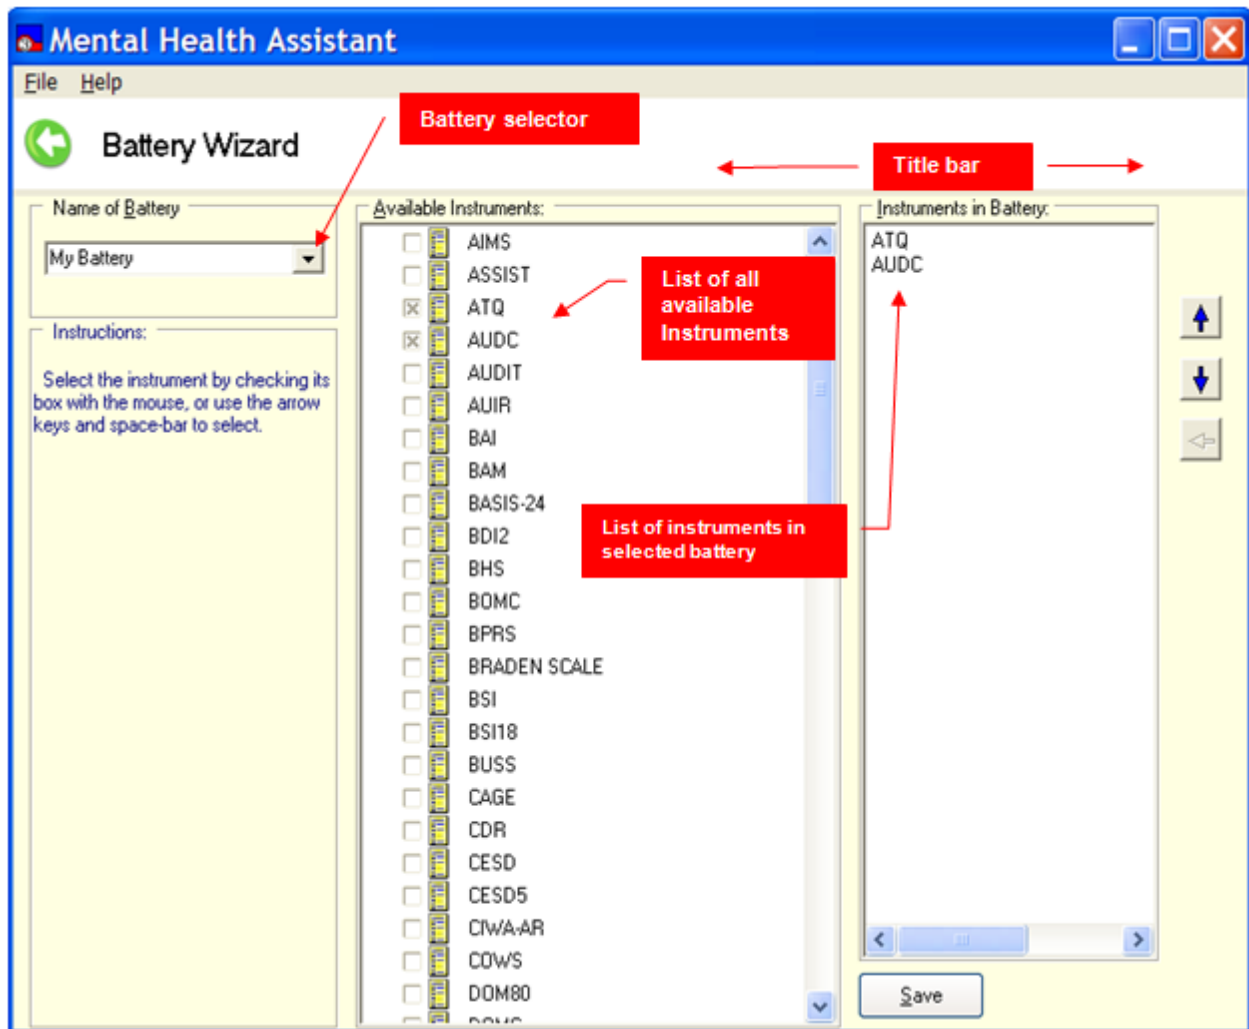 Mental Health Assistant
File Help
Battery selector
Battery Wizard
Title bar
Name of Battery
My Battery
Instructions:
Select the instrument by checking its
box with the mouse, or use the arrow
keys and space-bar to select.
Available Instruments:
AIMS
ASSIST
ATQ
AUDC
AUDIT
AUIR
BAI
BAM
BASIS-24
BDI2
BHS
BOMC
BPRS
BRADEN SCALE
BSI
BSI18
BUSS
CAGE
CDR
CESD
CESD5
CIWA-AR
COWS
DOM80
List of all
available
Instruments
List of instruments in
selected battery
Instruments in Battery:
ATQ
AUDC
Save